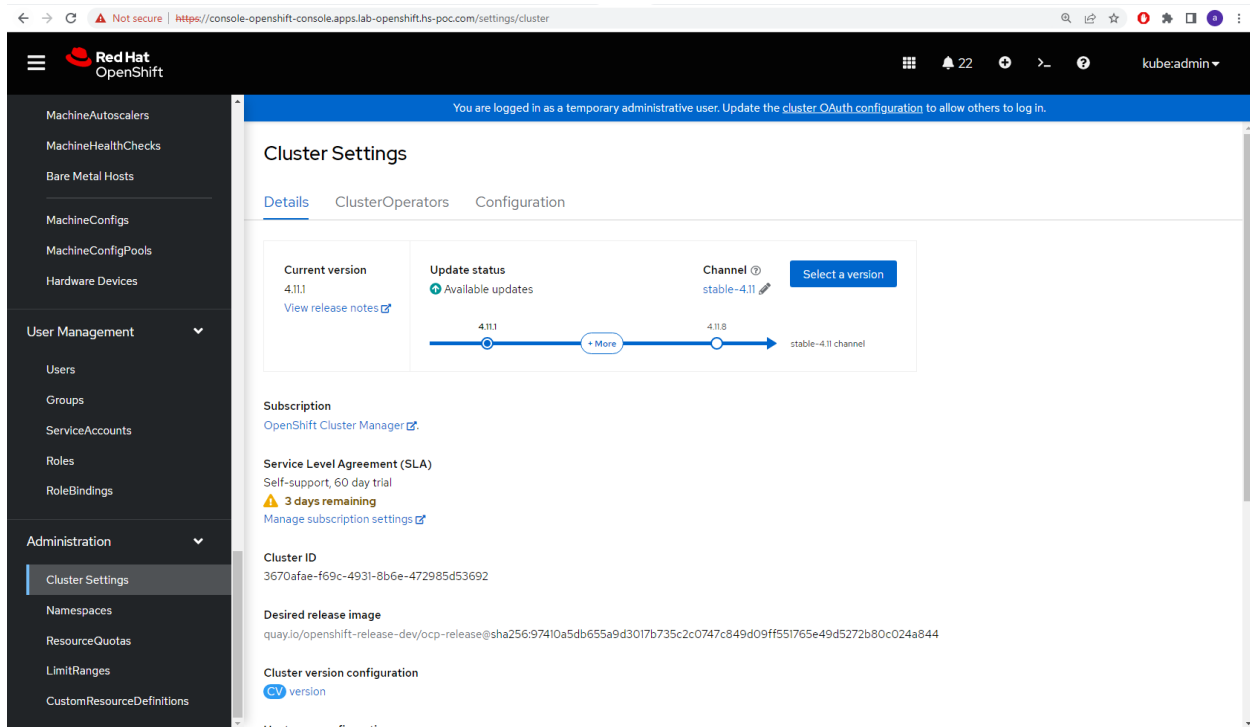 Not secure | https://console-openshift-console.apps.lab-openshift.hs-poc.com/settings/cluster
a
Red Hat
OpenShift
22
kube:admin
You are logged in as a temporary administrative user. Update the cluster OAuth configuration to allow others to log in.
MachineAutoscalers
MachineHealthChecks
Bare Metal Hosts
MachineConfigs
MachineConfigPools
Hardware Devices
User Management
Users
Groups
ServiceAccounts
Roles
RoleBindings
Administration
Cluster Settings
Namespaces
ResourceQuotas
LimitRanges
CustomResourceDefinitions
Cluster Settings
Details ClusterOperators Configuration
Current version
4.11.1
View release notes
Update status
Available updates
Channel
stable-4.11
Select a version
4.11.1
+ More
4.11.8
stable-4.11 channel
Subscription
OpenShift Cluster Manager.
Service Level Agreement (SLA)
Self-support, 60 day trial
3 days remaining
Manage subscription settings
Cluster ID
3670afae-f69c-4931-8b6e-472985d53692
Desired release image
quay.io/openshift-release-dev/ocp-release@sha256:97410a5db655a9d3017b735c2c0747c849d09ff551765e49d5272b80c024a844
Cluster version configuration
CV version